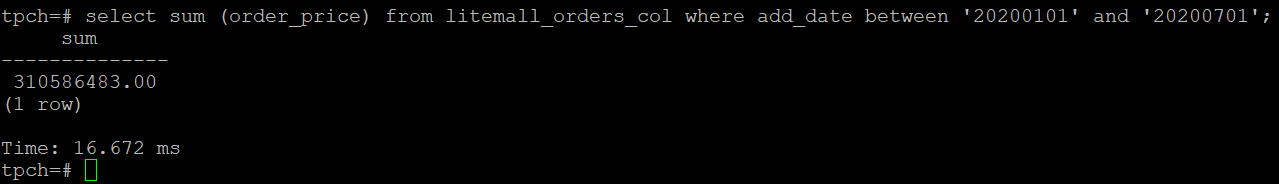 tpch=# select sum (order_price) from litemall_orders_col where add_date between '20200101' and '20200701';
sum
--------------
310586483.00
(1 row)
Time: 16.672 ms
tpch=#